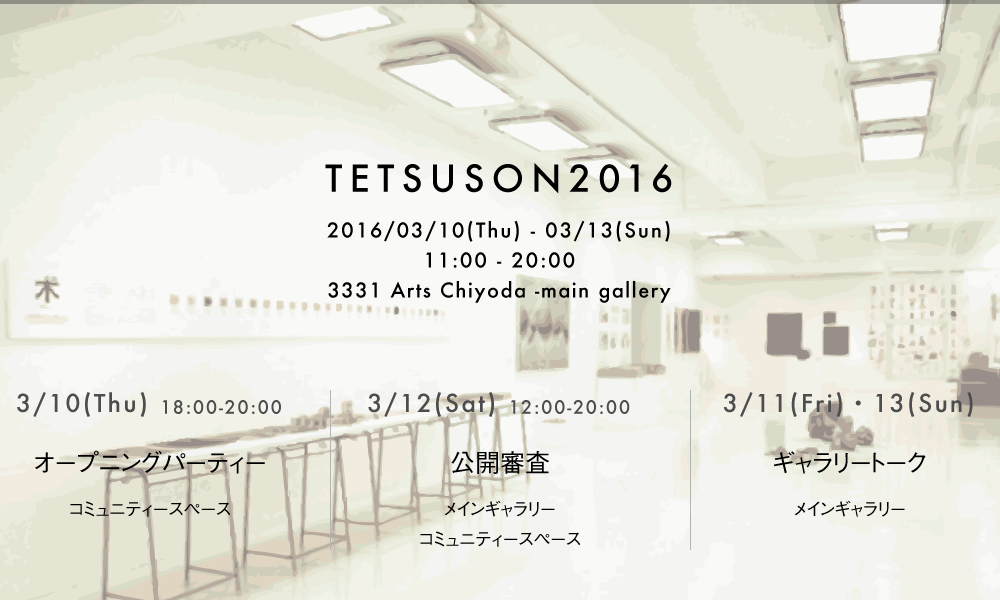 TETSUSON2016
2016/03/10(Thu) - 03/13(Sun)
11:00 - 20:00
3331 Arts Chiyoda -main gallery
木
3/10(Thu) 18:00-20:00
オープニングパーティー
コミュニティースペース
3/12(Sat) 12:00-20:00
公開審査
メインギャラリー
コミュニティースペース
3/11(Fri)・13(Sun)
ギャラリートーク
メインギャラリー